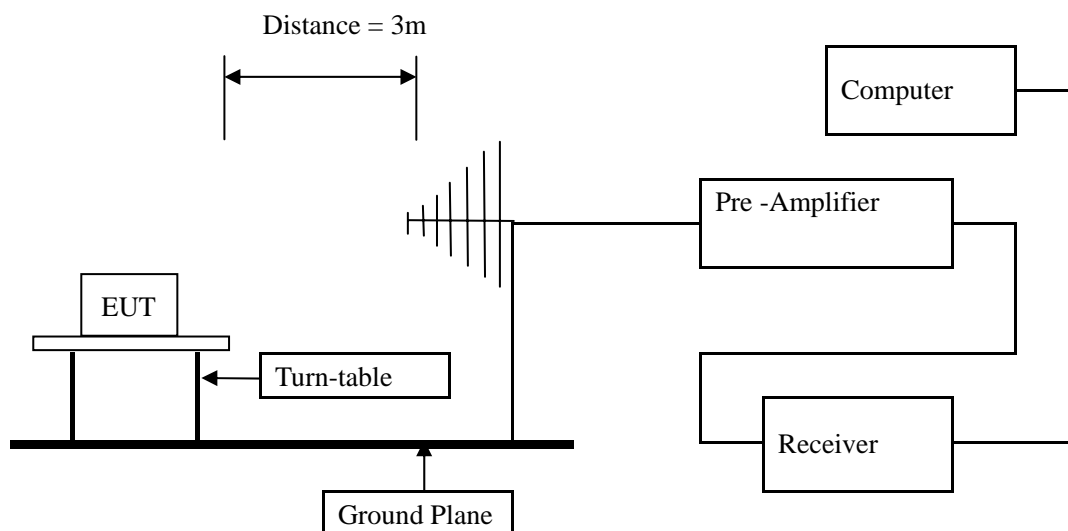 Distance = 3m
Computer
Pre -Amplifier
EUT
Turn-table
Receiver
Ground Plane